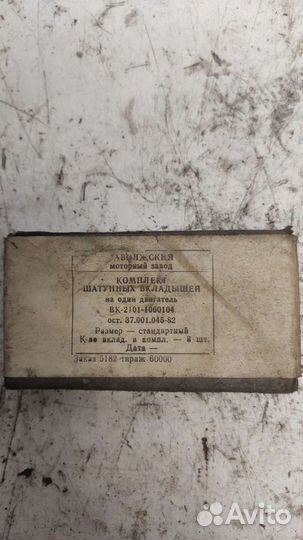 ЗАВОЛЖСКИЙ
моторный завод
КОМПЛЕКТ
ШАТУННЫХ ВКЛАДЫШЕЙ
на один двигатель
ВК-2101-1000104
ост. 37.001.045-82
Размер — стандартный
К-во вклад. в компл. — 8 шт.
Дата —
Заказ 5182 тираж 60000
Avito